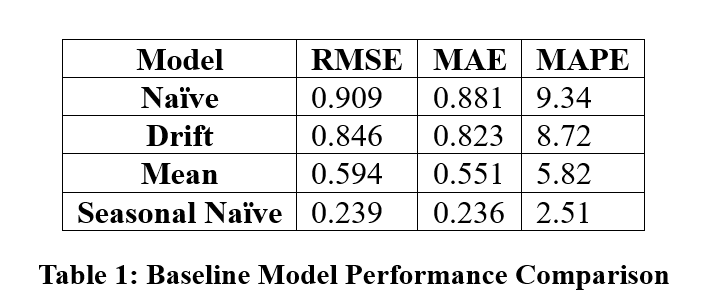 Model RMSE MAE MAPE
Naïve 0.909 0.881 9.34
Drift 0.846 0.823 8.72
Mean 0.594 0.551 5.82
Seasonal Naïve 0.239 0.236 2.51
Table 1: Baseline Model Performance Comparison